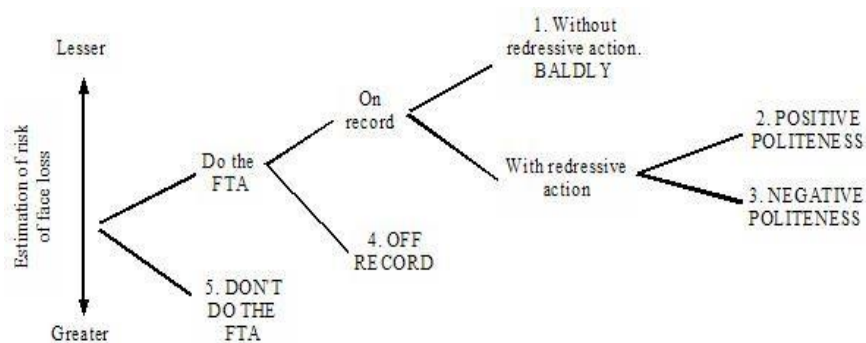 Lesser
Estimation of risk
of face loss
Greater
Do the
FTA
5. DON'T
DO THE
FTA
On
record
4. OFF
RECORD
1. Without
redressive action.
BALDLY
With redressive
action
2. POSITIVE
POLITENESS
3. NEGATIVE
POLITENESS